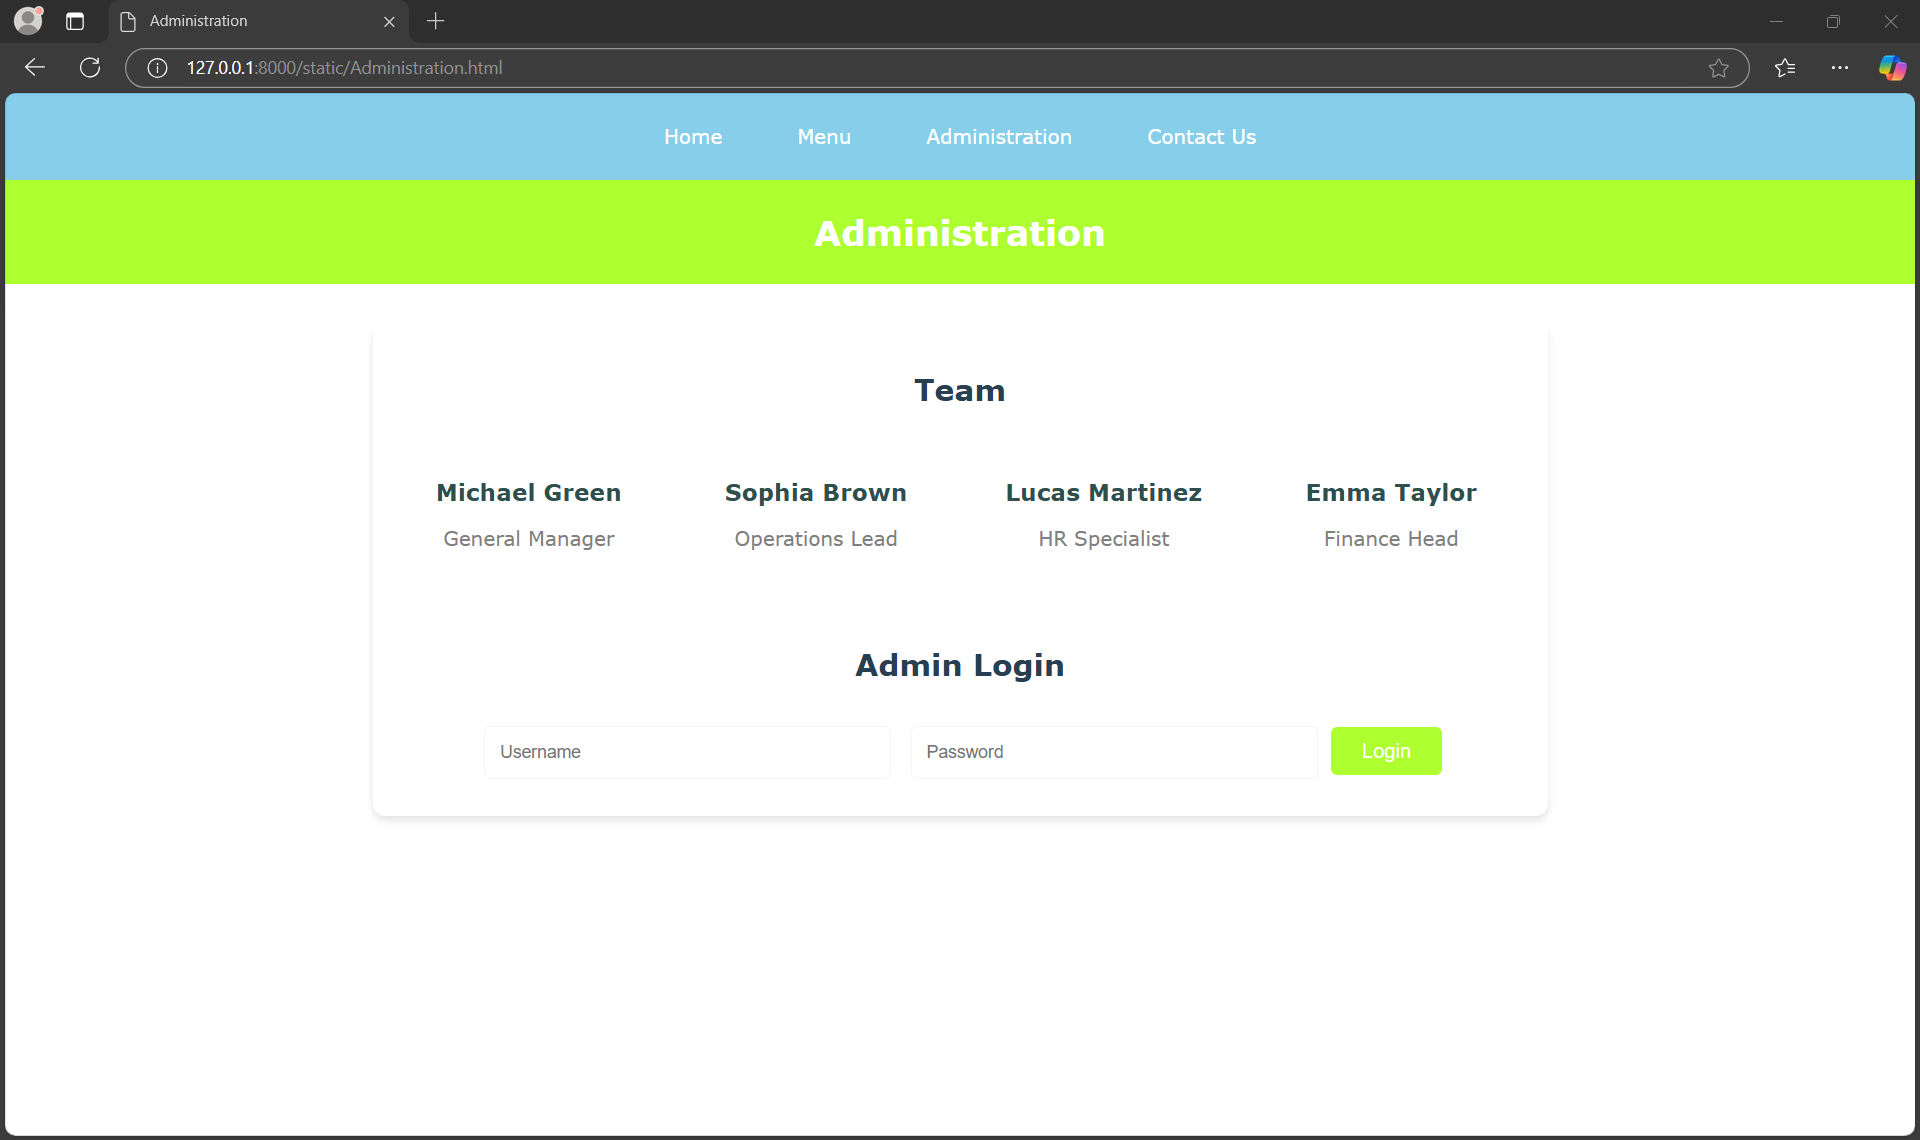 Administration
127.0.0.1:8000/static/Administration.html
Home Menu Administration Contact Us
Administration
Team
Michael Green Sophia Brown Lucas Martinez Emma Taylor
General Manager Operations Lead HR Specialist Finance Head
Admin Login
Username Password Login